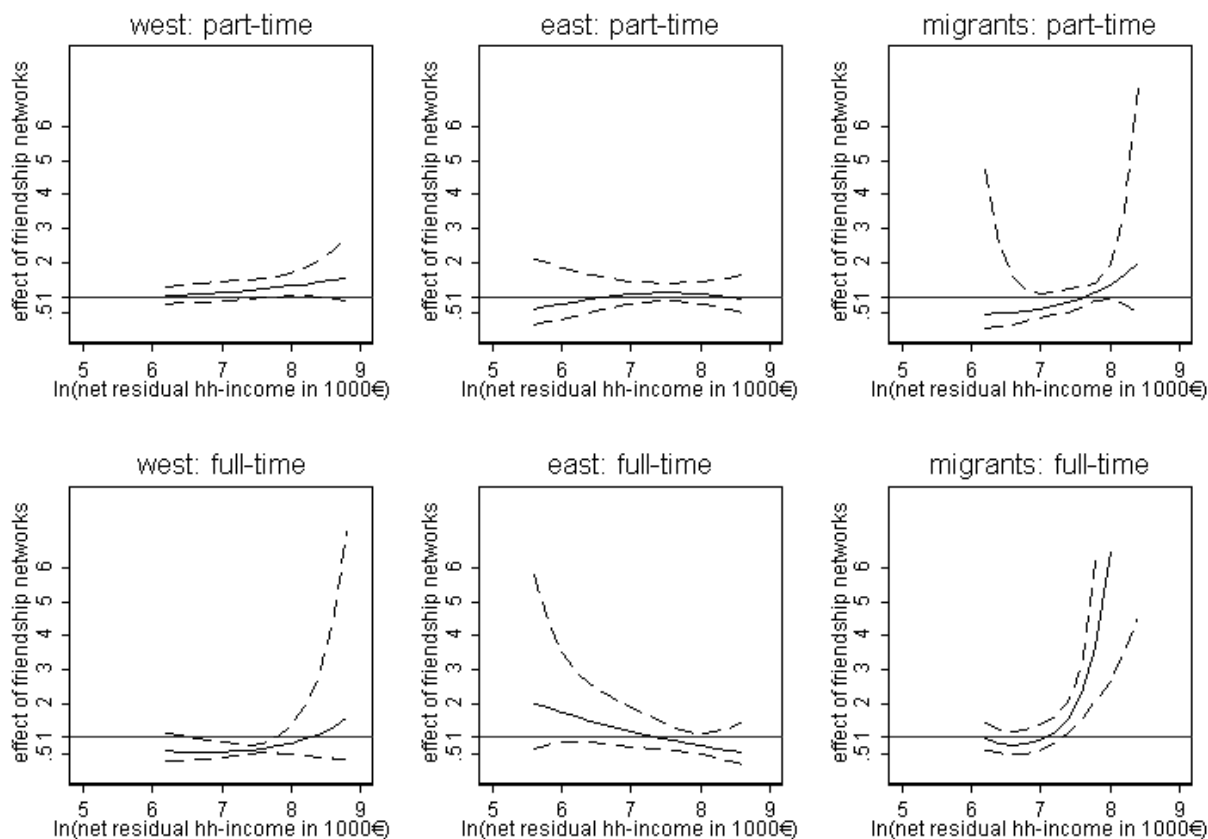 west: part-time
effect of friendship networks
.51 2 3 4 5 6
5 6 7 8 9
ln(net residual hh-income in 1000€)
east: part-time
effect of friendship networks
.51 2 3 4 5 6
5 6 7 8 9
ln(net residual hh-income in 1000€)
migrants: part-time
effect of friendship networks
.51 2 3 4 5 6
5 6 7 8 9
ln(net residual hh-income in 1000€)
west: full-time
effect of friendship networks
.51 2 3 4 5 6
5 6 7 8 9
ln(net residual hh-income in 1000€)
east: full-time
effect of friendship networks
.51 2 3 4 5 6
5 6 7 8 9
ln(net residual hh-income in 1000€)
migrants: full-time
effect of friendship networks
.51 2 3 4 5 6
5 6 7 8 9
ln(net residual hh-income in 1000€)